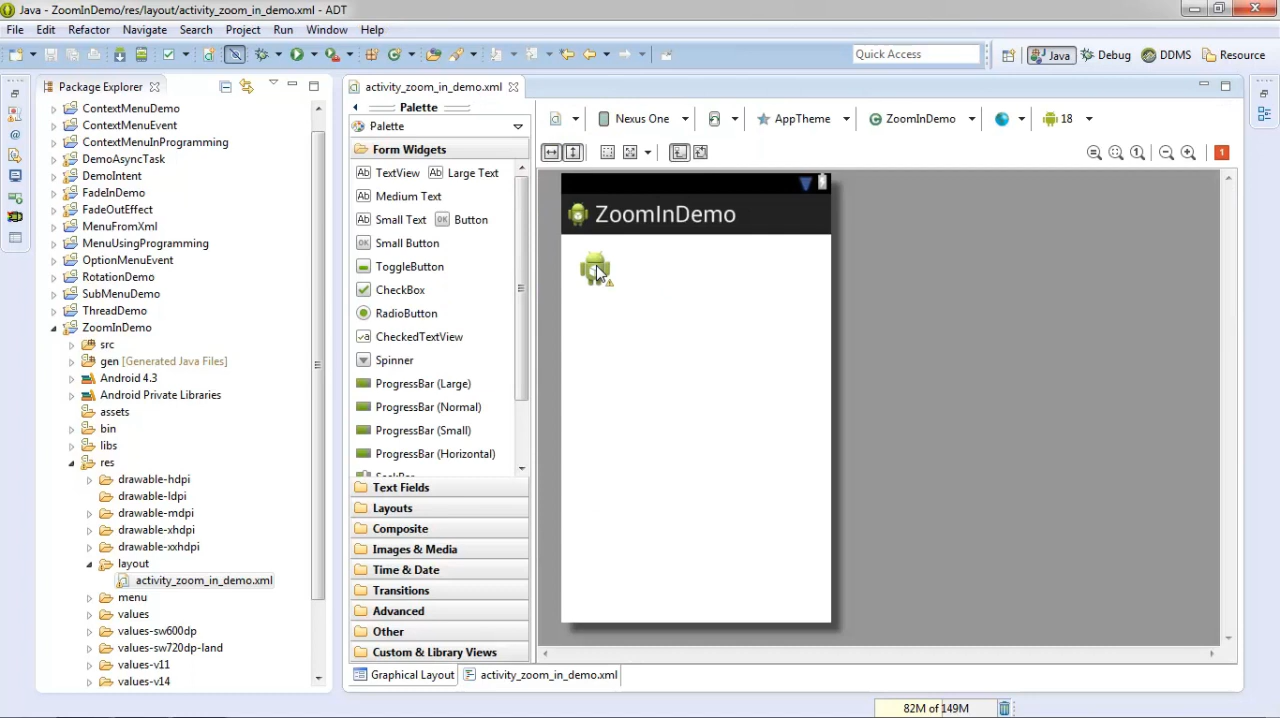 Java - ZoomInDemo/res/layout/activity_zoom_in_demo.xml - ADT
File Edit Refactor Navigate Search Project Run Window Help
Quick Access
Java
Debug
DDMS
Resource
Package Explorer
ContextMenuDemo
ContextMenuEvent
ContextMenuInProgramming
DemoAsyncTask
DemoIntent
FadeInDemo
FadeOutEffect
MenuFromXml
MenuUsingProgramming
OptionMenuEvent
RotationDemo
SubMenuDemo
ThreadDemo
ZoomInDemo
src
gen [Generated Java Files]
Android 4.3
Android Private Libraries
assets
bin
libs
res
drawable-hdpi
drawable-ldpi
drawable-mdpi
drawable-xhdpi
drawable-xxhdpi
layout
activity_zoom_in_demo.xml
menu
values
values-sw600dp
values-sw720dp-land
values-v11
values-v14
activity_zoom_in_demo.xml
Palette
Palette
Form Widgets
Ab TextView Ab Large Text
Ab Medium Text
Ab Small Text OK Button
OK Small Button
ToggleButton
CheckBox
RadioButton
CheckedTextView
Spinner
ProgressBar (Large)
ProgressBar (Normal)
ProgressBar (Small)
ProgressBar (Horizontal)
SeekBar
Text Fields
Layouts
Composite
Images & Media
Time & Date
Transitions
Advanced
Other
Custom & Library Views
Graphical Layout
activity_zoom_in_demo.xml
Nexus One
AppTheme
ZoomInDemo
18
1
ZoomInDemo
82M of 149M